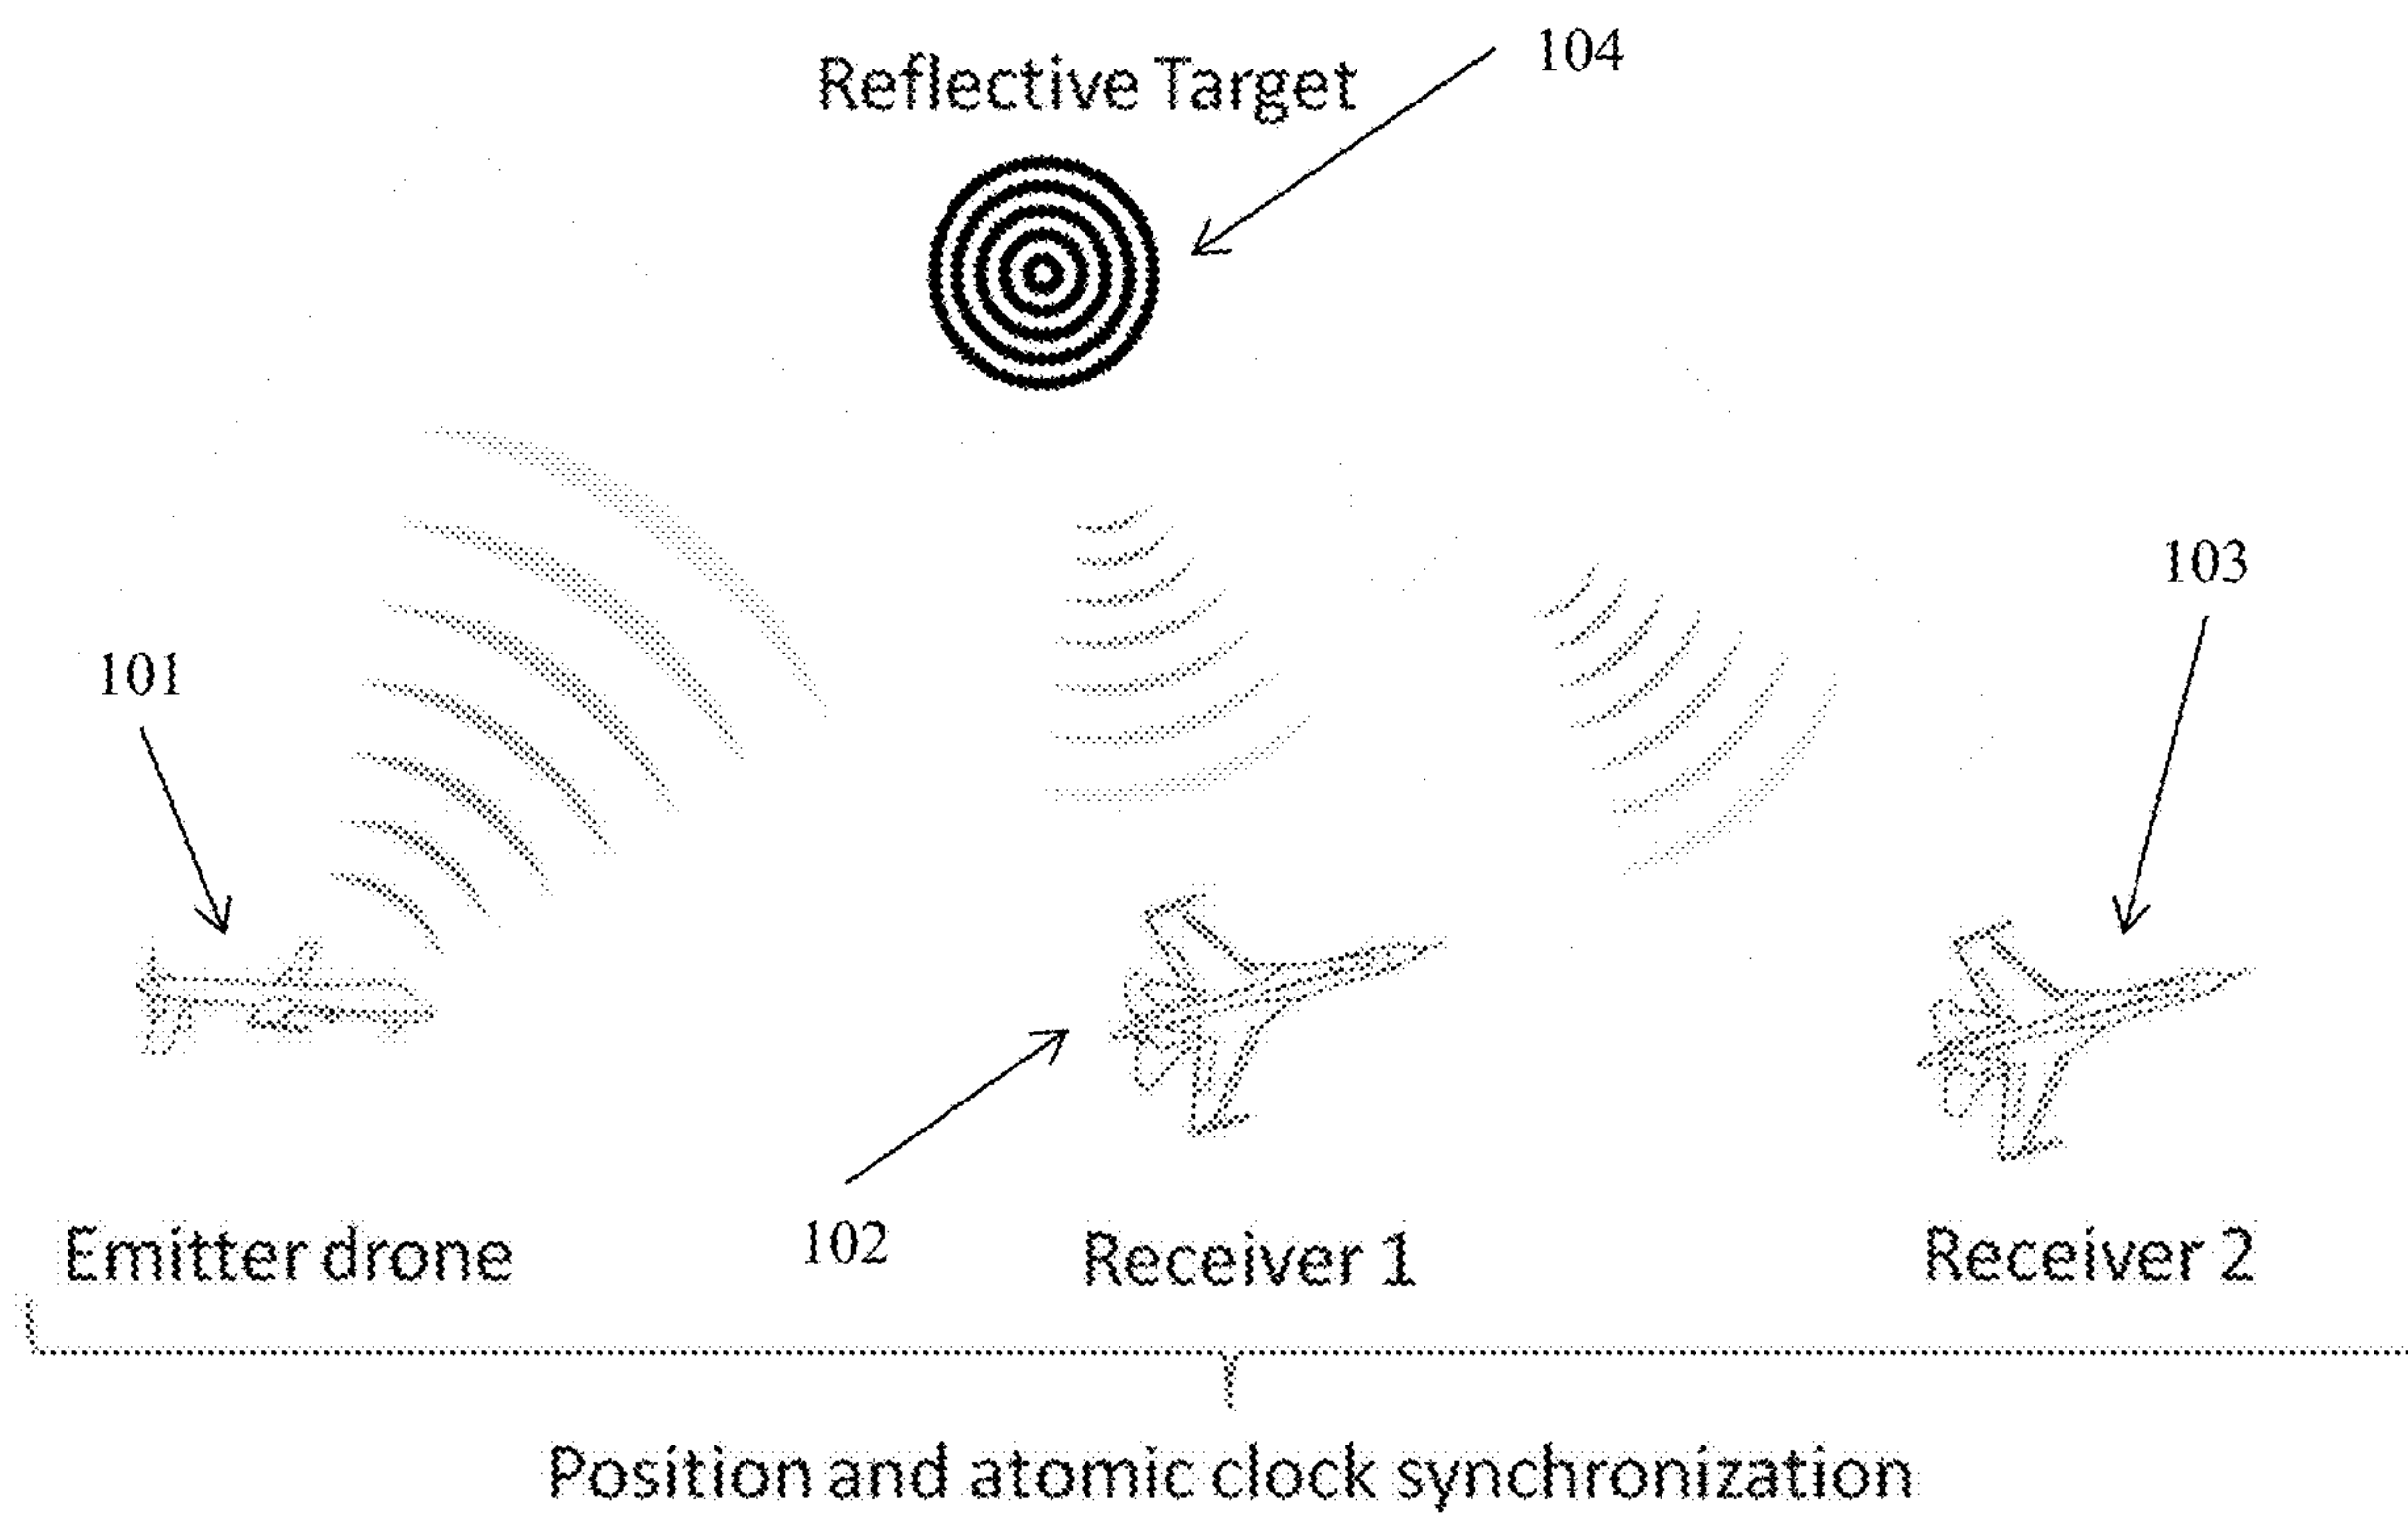 104
Reflective Target
103
101
102
Emitter drone
Receiver 1
Receiver 2
Position and atomic clock synchronization